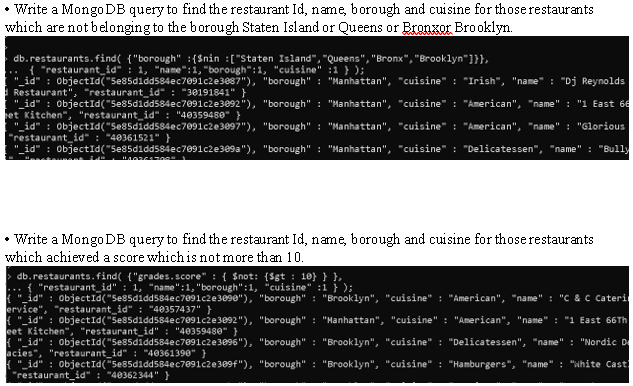 • Write a MongoDB query to find the restaurant Id, name, borough and cuisine for those restaurants
which are not belonging to the borough Staten Island or Queens or Bronxor Brooklyn.
> db.restaurants.find( {"borough" :{$nin :["Staten Island","Queens","Bronx","Brooklyn"]}},
... { "restaurant_id" : 1, "name":1,"borough":1, "cuisine" :1 } );
{ "_id" : ObjectId("5e85d1dd584ec7091c2e3087"), "borough" : "Manhattan", "cuisine" : "Irish", "name" : "Dj Reynolds
d Restaurant", "restaurant_id" : "30191841" }
{ "_id" : ObjectId("5e85d1dd584ec7091c2e3092"), "borough" : "Manhattan", "cuisine" : "American", "name" : "1 East 66
eet Kitchen", "restaurant_id" : "40359480" }
{ "_id" : ObjectId("5e85d1dd584ec7091c2e3097"), "borough" : "Manhattan", "cuisine" : "American", "name" : "Glorious
"restaurant_id" : "40361521" }
{ "_id" : ObjectId("5e85d1dd584ec7091c2e309a"), "borough" : "Manhattan", "cuisine" : "Delicatessen", "name" : "Bully
• Write a MongoDB query to find the restaurant Id, name, borough and cuisine for those restaurants
which achieved a score which is not more than 10.
> db.restaurants.find( {"grades.score" : { $not: {$gt : 10} } },
... { "restaurant_id" : 1, "name":1,"borough":1, "cuisine" :1 } );
{ "_id" : ObjectId("5e85d1dd584ec7091c2e3090"), "borough" : "Brooklyn", "cuisine" : "American", "name" : "C & C Cateri
ervice", "restaurant_id" : "40357437" }
{ "_id" : ObjectId("5e85d1dd584ec7091c2e3092"), "borough" : "Manhattan", "cuisine" : "American", "name" : "1 East 66Th
eet Kitchen", "restaurant_id" : "40359480" }
{ "_id" : ObjectId("5e85d1dd584ec7091c2e3096"), "borough" : "Brooklyn", "cuisine" : "Delicatessen", "name" : "Nordic De
acies", "restaurant_id" : "40361390" }
{ "_id" : ObjectId("5e85d1dd584ec7091c2e309f"), "borough" : "Brooklyn", "cuisine" : "Hamburgers", "name" : "White Cast
"restaurant_id" : "40362344" }